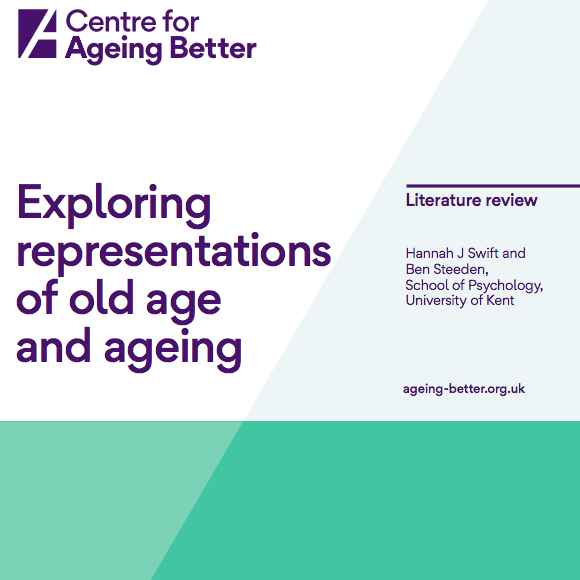 Centre for
Ageing Better
Exploring
representations
of old age
and ageing
Literature review
Hannah J Swift and
Ben Steeden,
School of Psychology,
University of Kent
ageing-better.org.uk